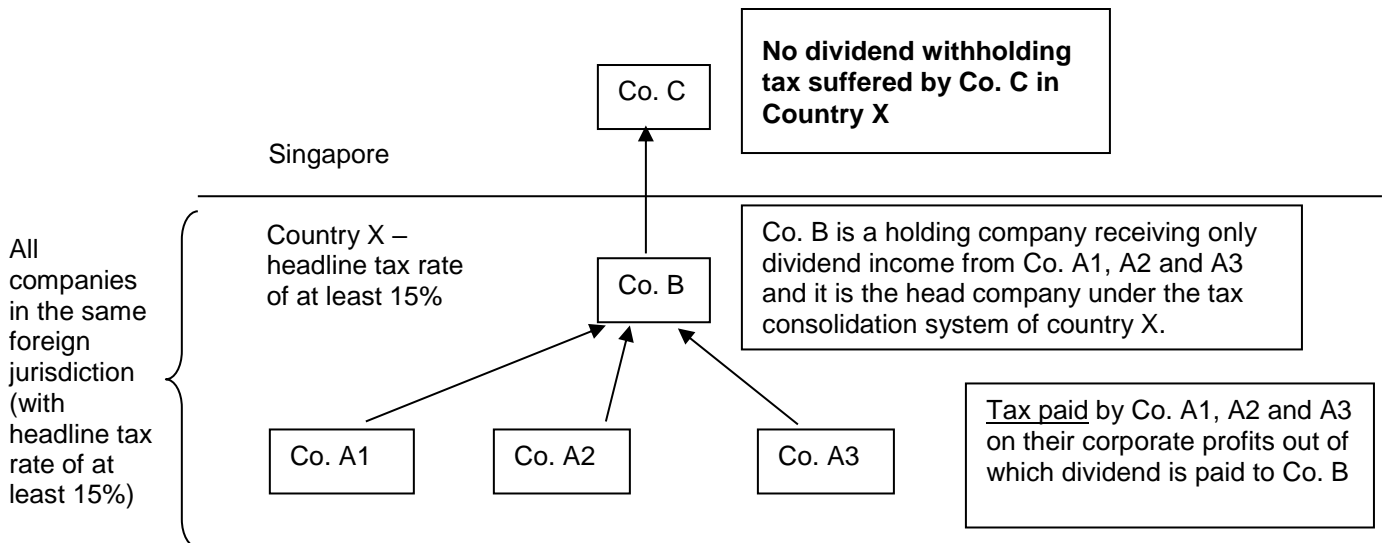 No dividend withholding
tax suffered by Co. C in
Country X
Co. C
Singapore
All
companies
in the same
foreign
jurisdiction
(with
headline tax
rate of at
least 15%)
Country X –
headline tax rate
of at least 15%
Co. B
Co. B is a holding company receiving only
dividend income from Co. A1, A2 and A3
and it is the head company under the tax
consolidation system of country X.
Co. A1
Co. A2
Co. A3
Tax paid by Co. A1, A2 and A3
on their corporate profits out of
which dividend is paid to Co. B